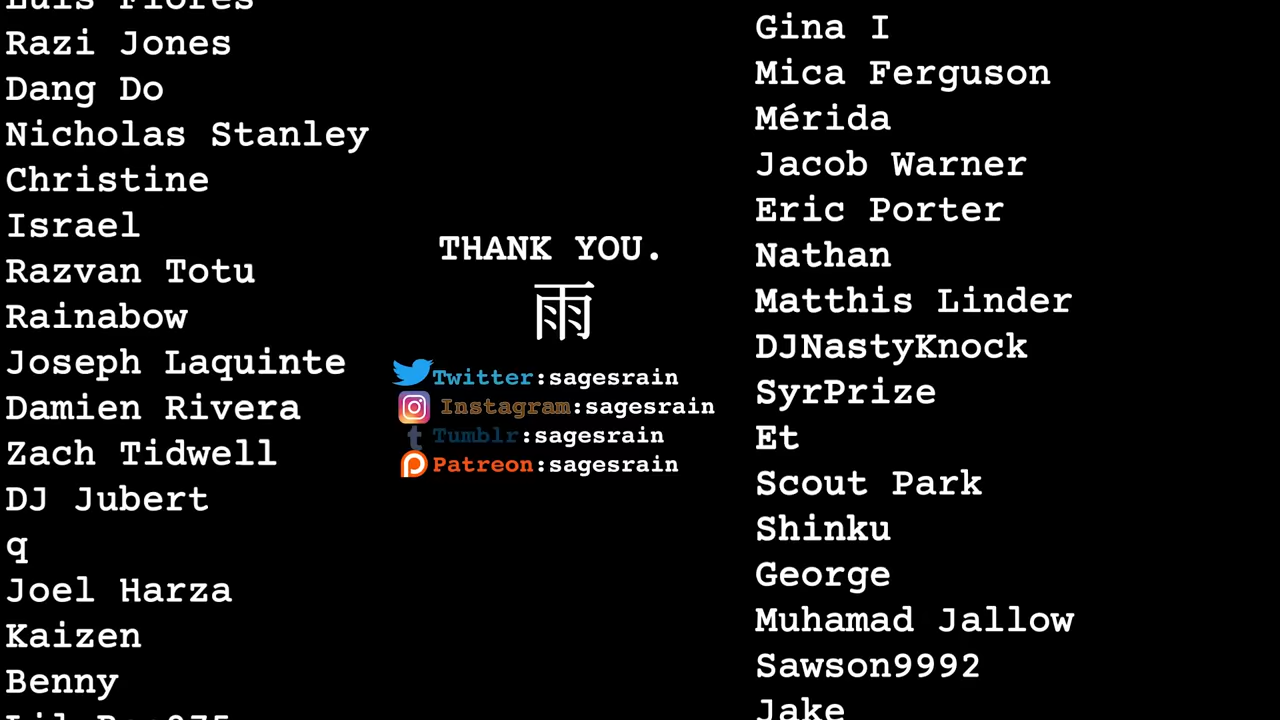 Luis Flores
Razi Jones
Dang Do
Nicholas Stanley
Christine
Israel
Razvan Totu
Rainabow
Joseph Laquinte
Damien Rivera
Zach Tidwell
DJ Jubert
q
Joel Harza
Kaizen
Benny
THANK YOU.
雨
Twitter:sagesrain
Instagram:sagesrain
Tumblr:sagesrain
Patreon:sagesrain
Gina I
Mica Ferguson
Mérida
Jacob Warner
Eric Porter
Nathan
Matthis Linder
DJNastyKnock
SyrPrize
Et
Scout Park
Shinku
George
Muhamad Jallow
Sawson9992
Jake